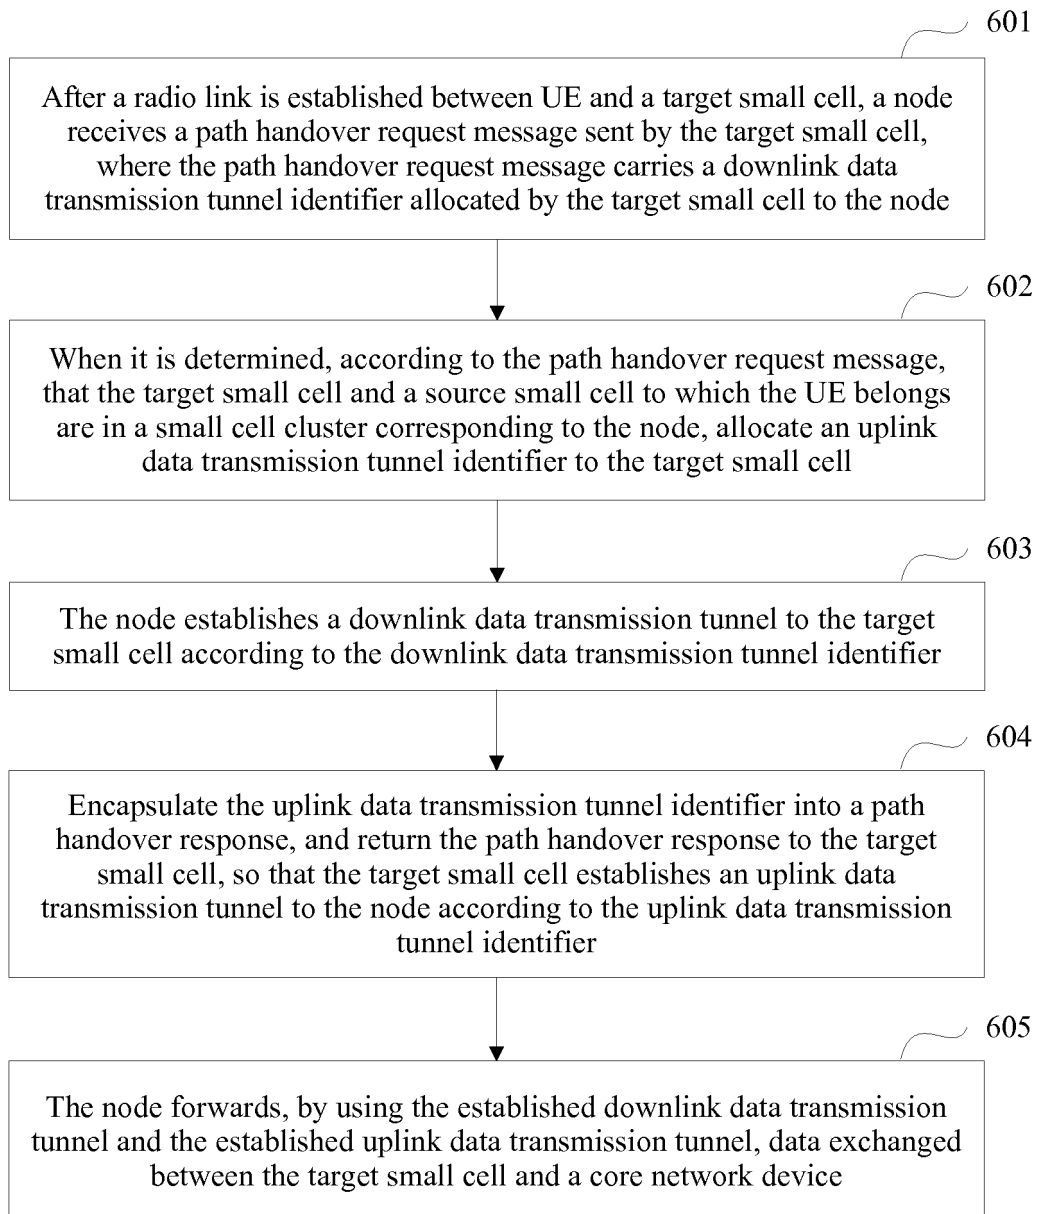 601
After a radio link is established between UE and a target small cell, a node
receives a path handover request message sent by the target small cell,
where the path handover request message carries a downlink data
transmission tunnel identifier allocated by the target small cell to the node
602
When it is determined, according to the path handover request message,
that the target small cell and a source small cell to which the UE belongs
are in a small cell cluster corresponding to the node, allocate an uplink
data transmission tunnel identifier to the target small cell
603
The node establishes a downlink data transmission tunnel to the target
small cell according to the downlink data transmission tunnel identifier
604
Encapsulate the uplink data transmission tunnel identifier into a path
handover response, and return the path handover response to the target
small cell, so that the target small cell establishes an uplink data
transmission tunnel to the node according to the uplink data transmission
tunnel identifier
605
The node forwards, by using the established downlink data transmission
tunnel and the established uplink data transmission tunnel, data exchanged
between the target small cell and a core network device